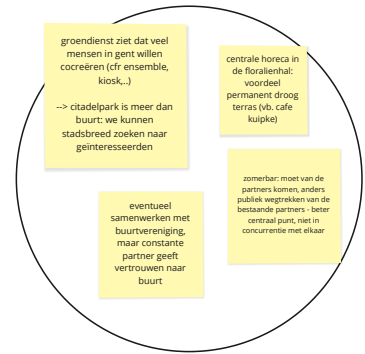 groendienst ziet dat veel
mensen in gent willen
cocreëren (cfr ensemble,
kiosk,..)
--> citadelpark is meer dan
buurt: we kunnen
stadsbreed zoeken naar
geïnteresseerden
centrale horeca in
de floralienhal:
voordeel
permanent droog
terras (vb. cafe
kuipke)
zomerbar: moet van de
partners komen, anders
publiek wegtrekken van de
bestaande partners - beter
centraal punt, niet in
concurrentie met elkaar
eventueel
samenwerken met
buurtvereniging,
maar constante
partner geeft
vertrouwen naar
buurt